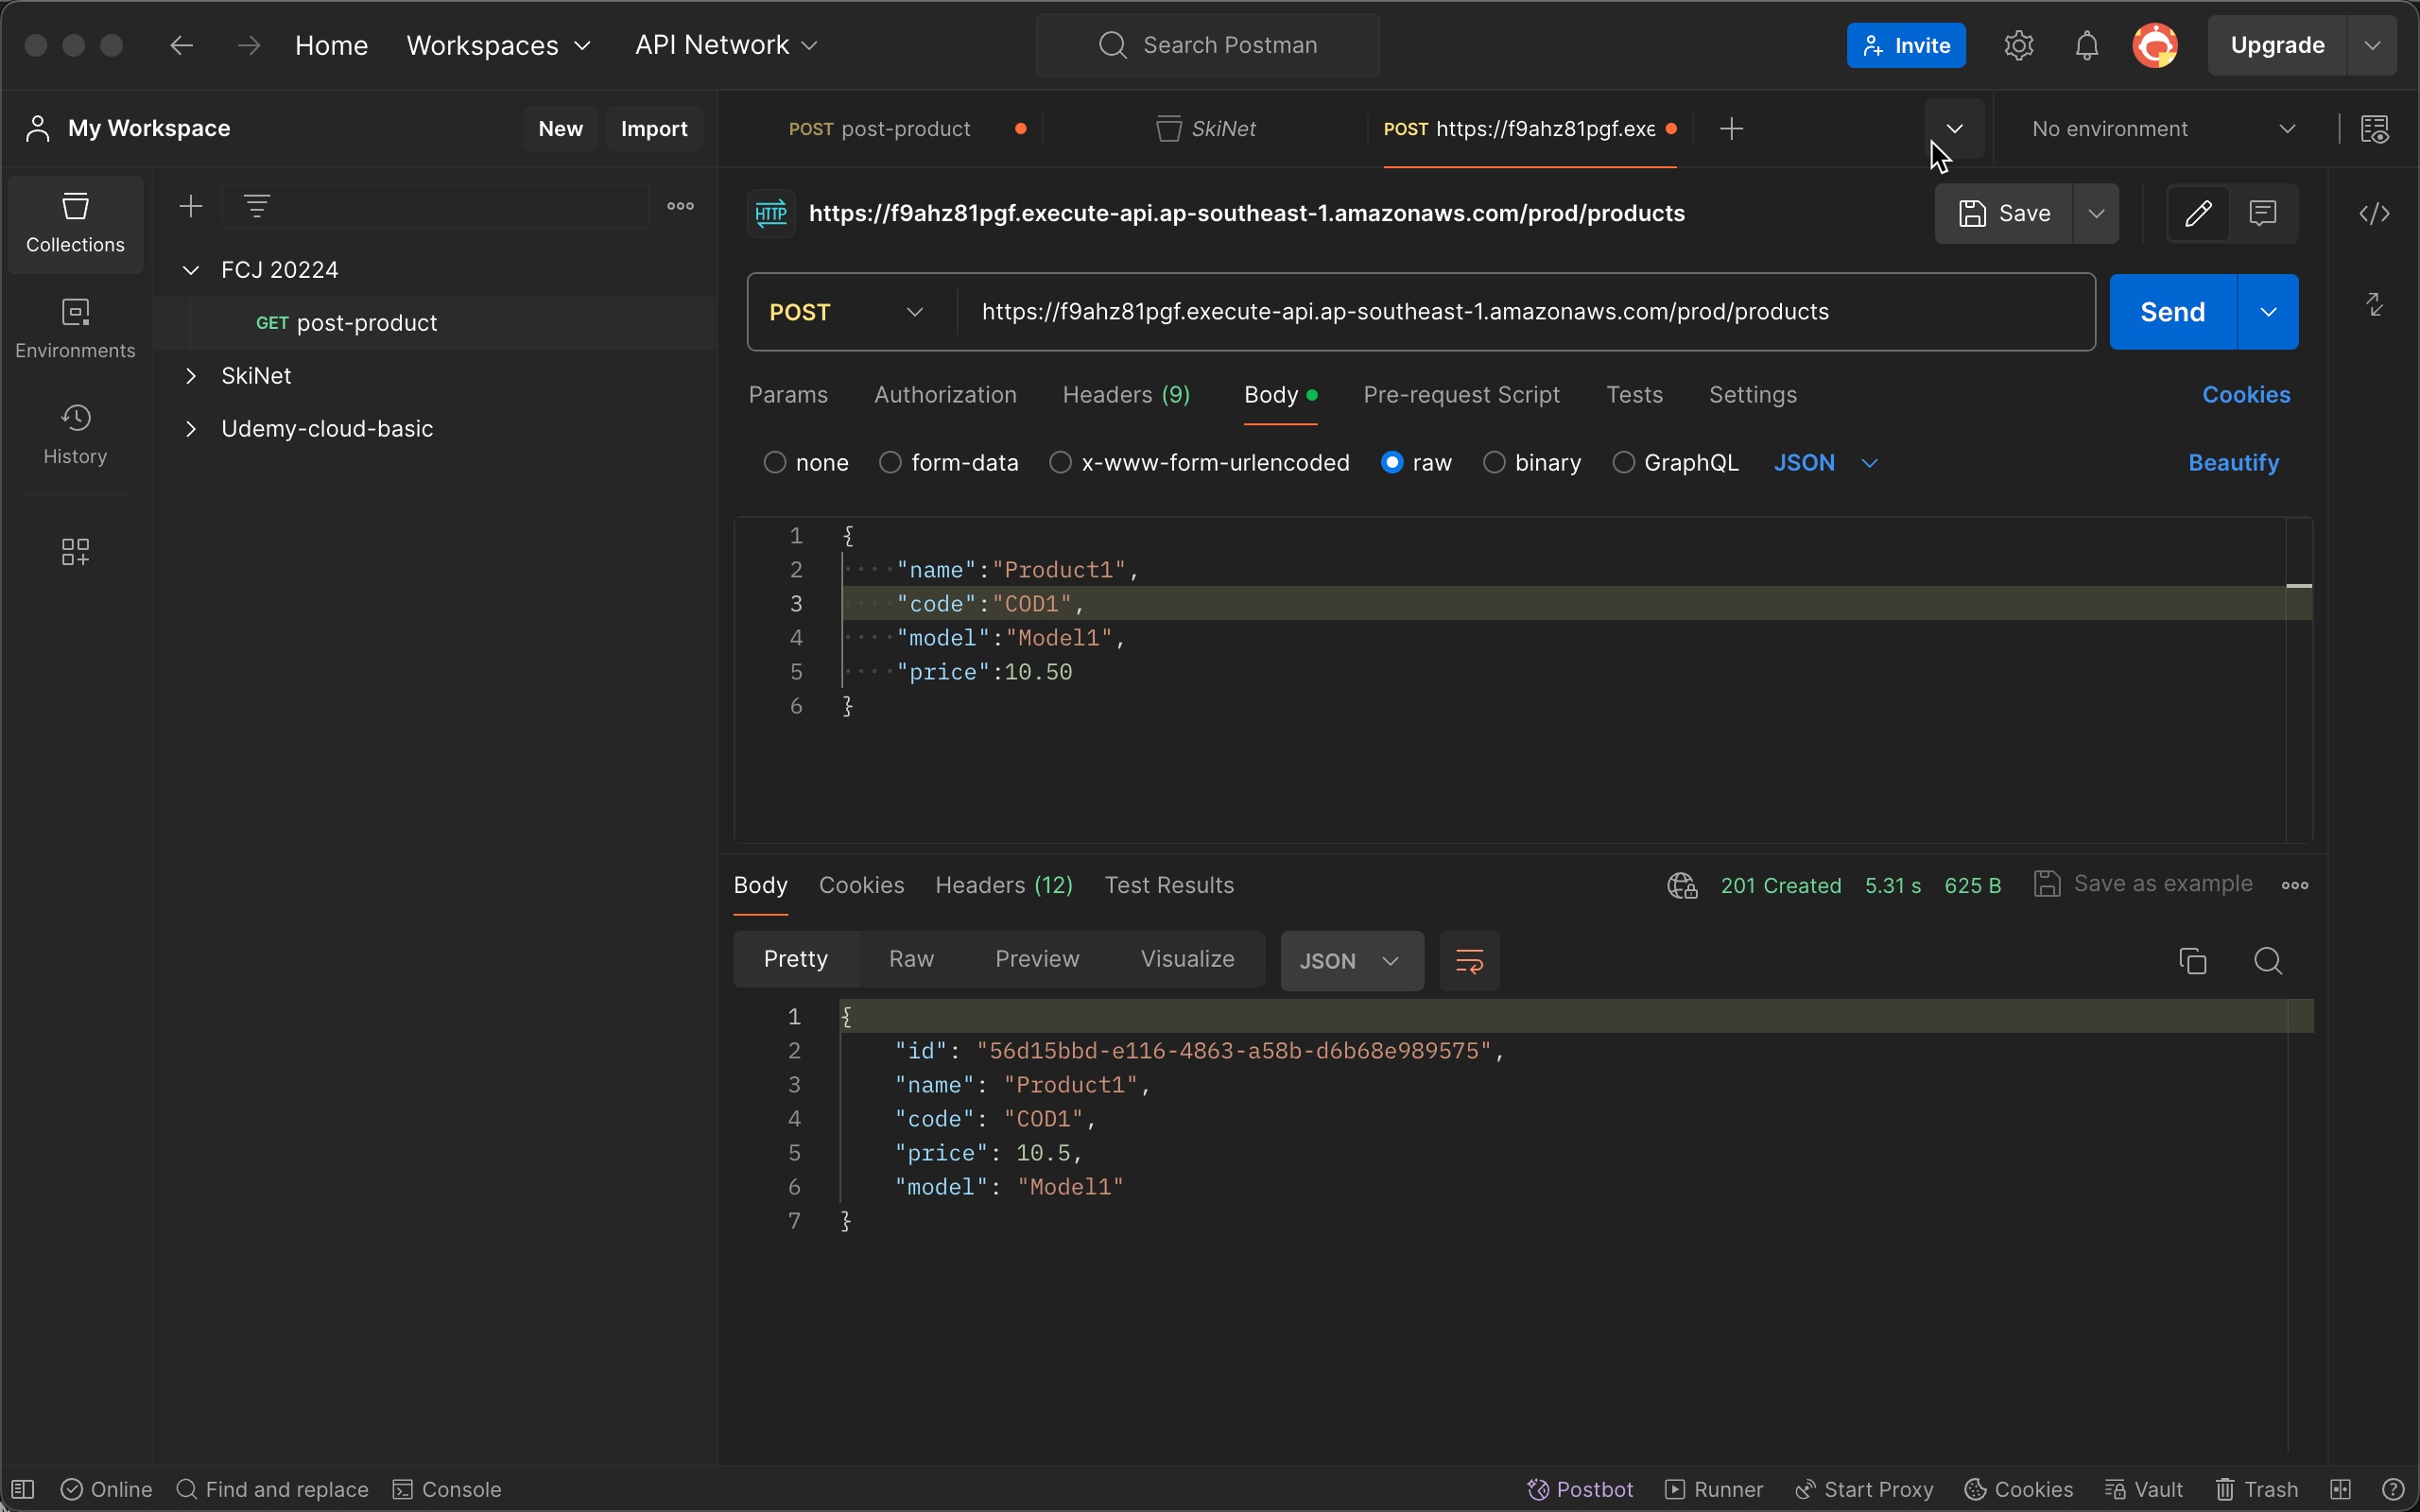 Home Workspaces API Network Search Postman Invite Upgrade
My Workspace New Import POST post-product SkiNet POST https://f9ahz81pgf.exe No environment
HTTP https://f9ahz81pgf.execute-api.ap-southeast-1.amazonaws.com/prod/products Save
Collections
FCJ 20224
GET post-product
SkiNet
Udemy-cloud-basic
Environments
History
POST https://f9ahz81pgf.execute-api.ap-southeast-1.amazonaws.com/prod/products Send
Params Authorization Headers (9) Body Pre-request Script Tests Settings Cookies
none form-data x-www-form-urlencoded raw binary GraphQL JSON Beautify
1 {
2 "name":"Product1",
3 "code":"COD1",
4 "model":"Model1",
5 "price":10.50
6 }
Body Cookies Headers (12) Test Results 201 Created 5.31 s 625 B Save as example
Pretty Raw Preview Visualize JSON
1 {
2 "id": "56d15bbd-e116-4863-a58b-d6b68e989575",
3 "name": "Product1",
4 "code": "COD1",
5 "price": 10.5,
6 "model": "Model1"
7 }
Online Find and replace Console Postbot Runner Start Proxy Cookies Vault Trash